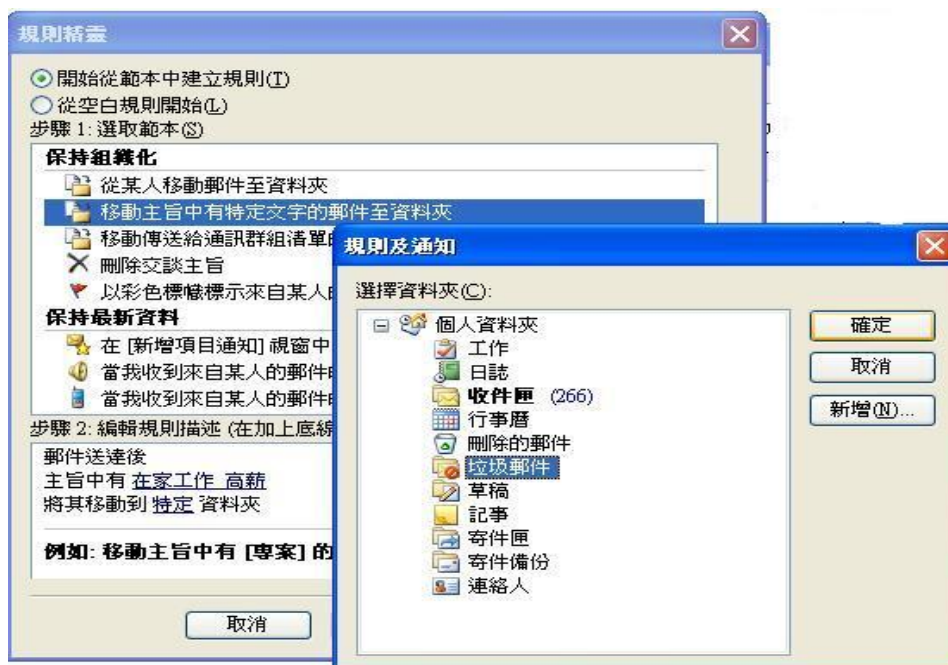 規則精靈
開始從範本中建立規則(T)
從空白規則開始(L)
步驟 1: 選取範本(S)
保持組織化
從某人移動郵件至資料夾
移動主旨中有特定文字的郵件至資料夾
移動傳送給通訊群組清單
刪除交談主旨
以彩色標幟標示來自某人
保持最新資料
在 [新增項目通知] 視窗中
當我收到來自某人的郵件
當我收到來自某人的郵件
步驟 2: 編輯規則描述 (在加上底線
郵件送達後
主旨中有 在家工作 高薪
將其移動到 特定 資料夾
例如: 移動主旨中有 [專案] 的
取消
規則及通知
選擇資料夾(C):
個人資料夾
工作
日誌
收件匣 (266)
行事曆
刪除的郵件
垃圾郵件
草稿
記事
寄件匣
寄件備份
連絡人
確定
取消
新增(N)...